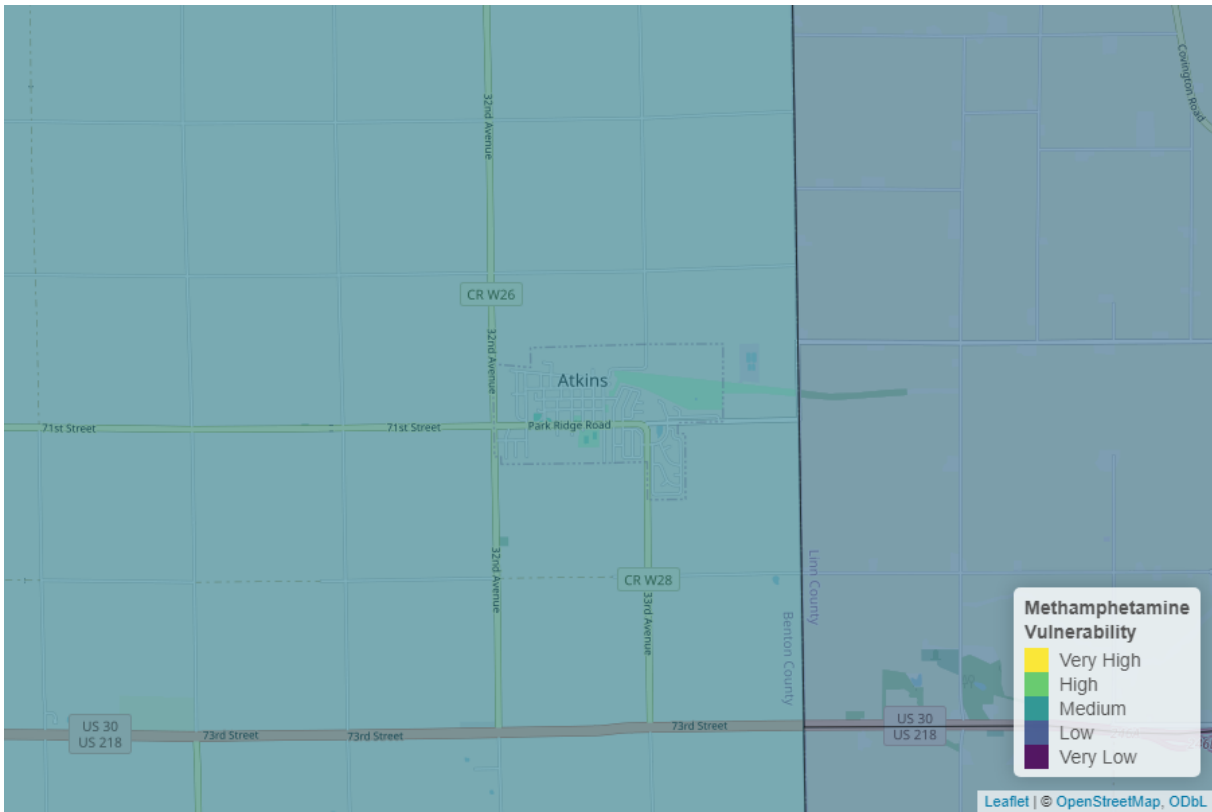 Covington Road
32nd Avenue
CR W26
32nd Avenue
Atkins
71st Street
71st Street
Park Ridge Road
32nd Avenue
CR W28
33rd Avenue
Linn County
Benton County
US 30
US 218
73rd Street
73rd Street
73rd Street
US 30
US 218
Methamphetamine
Vulnerability
Very High
High
Medium
Low
Very Low
Leaflet | © OpenStreetMap, ODbL